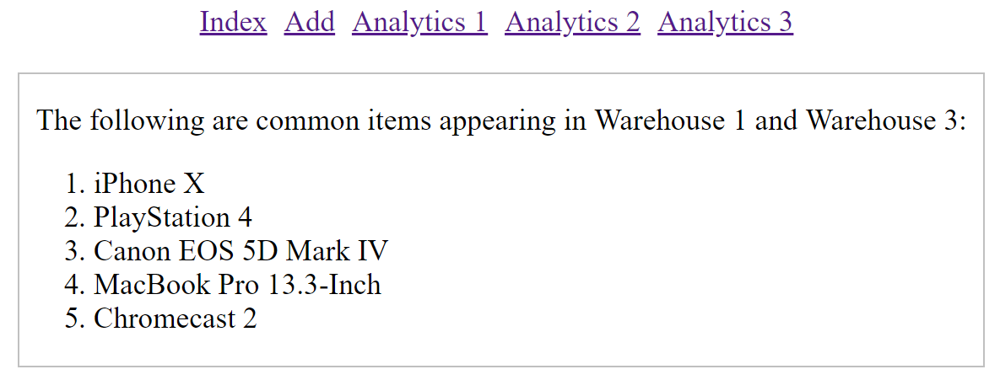 Index Add Analytics 1 Analytics 2 Analytics 3
The following are common items appearing in Warehouse 1 and Warehouse 3:
1. iPhone X
2. PlayStation 4
3. Canon EOS 5D Mark IV
4. MacBook Pro 13.3-Inch
5. Chromecast 2